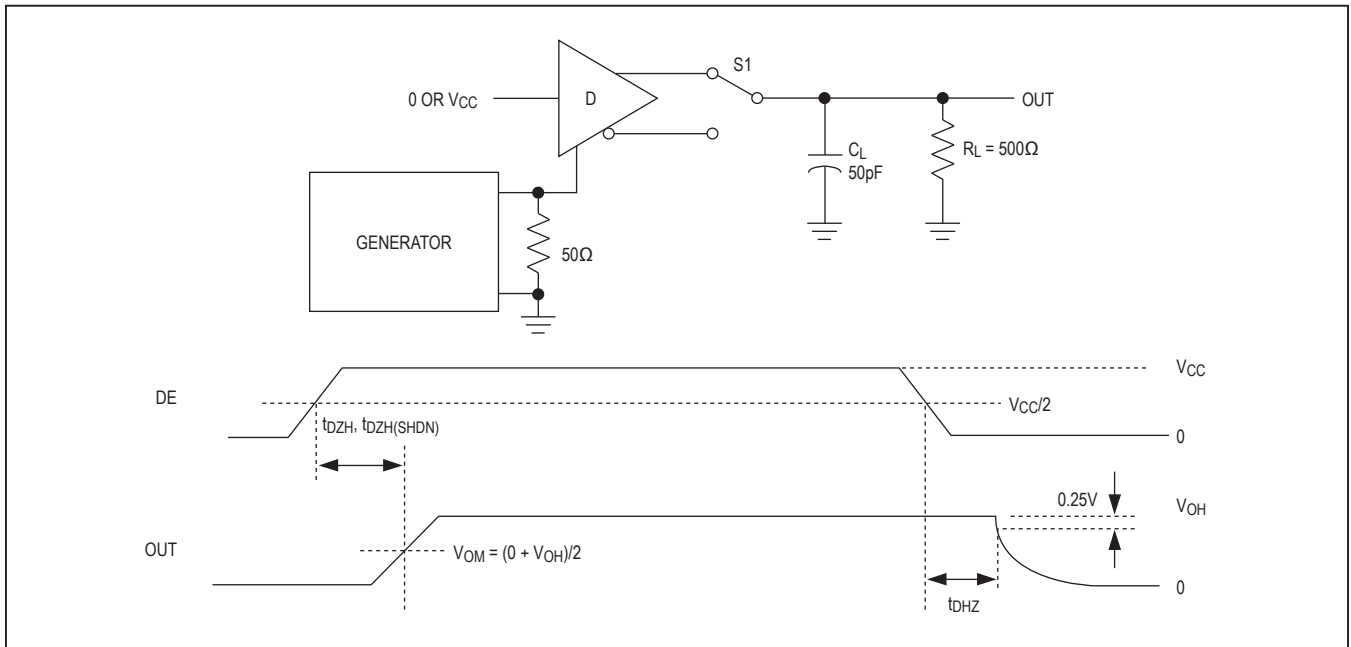 S1
0 OR VCC
D
OUT
CL
50pF
RL = 500Ω
GENERATOR
50Ω
VCC
DE
VCC/2
tDZH, tDZH(SHDN)
0
0.25V
VOH
OUT
VOM = (0 + VOH)/2
0
tDHZ